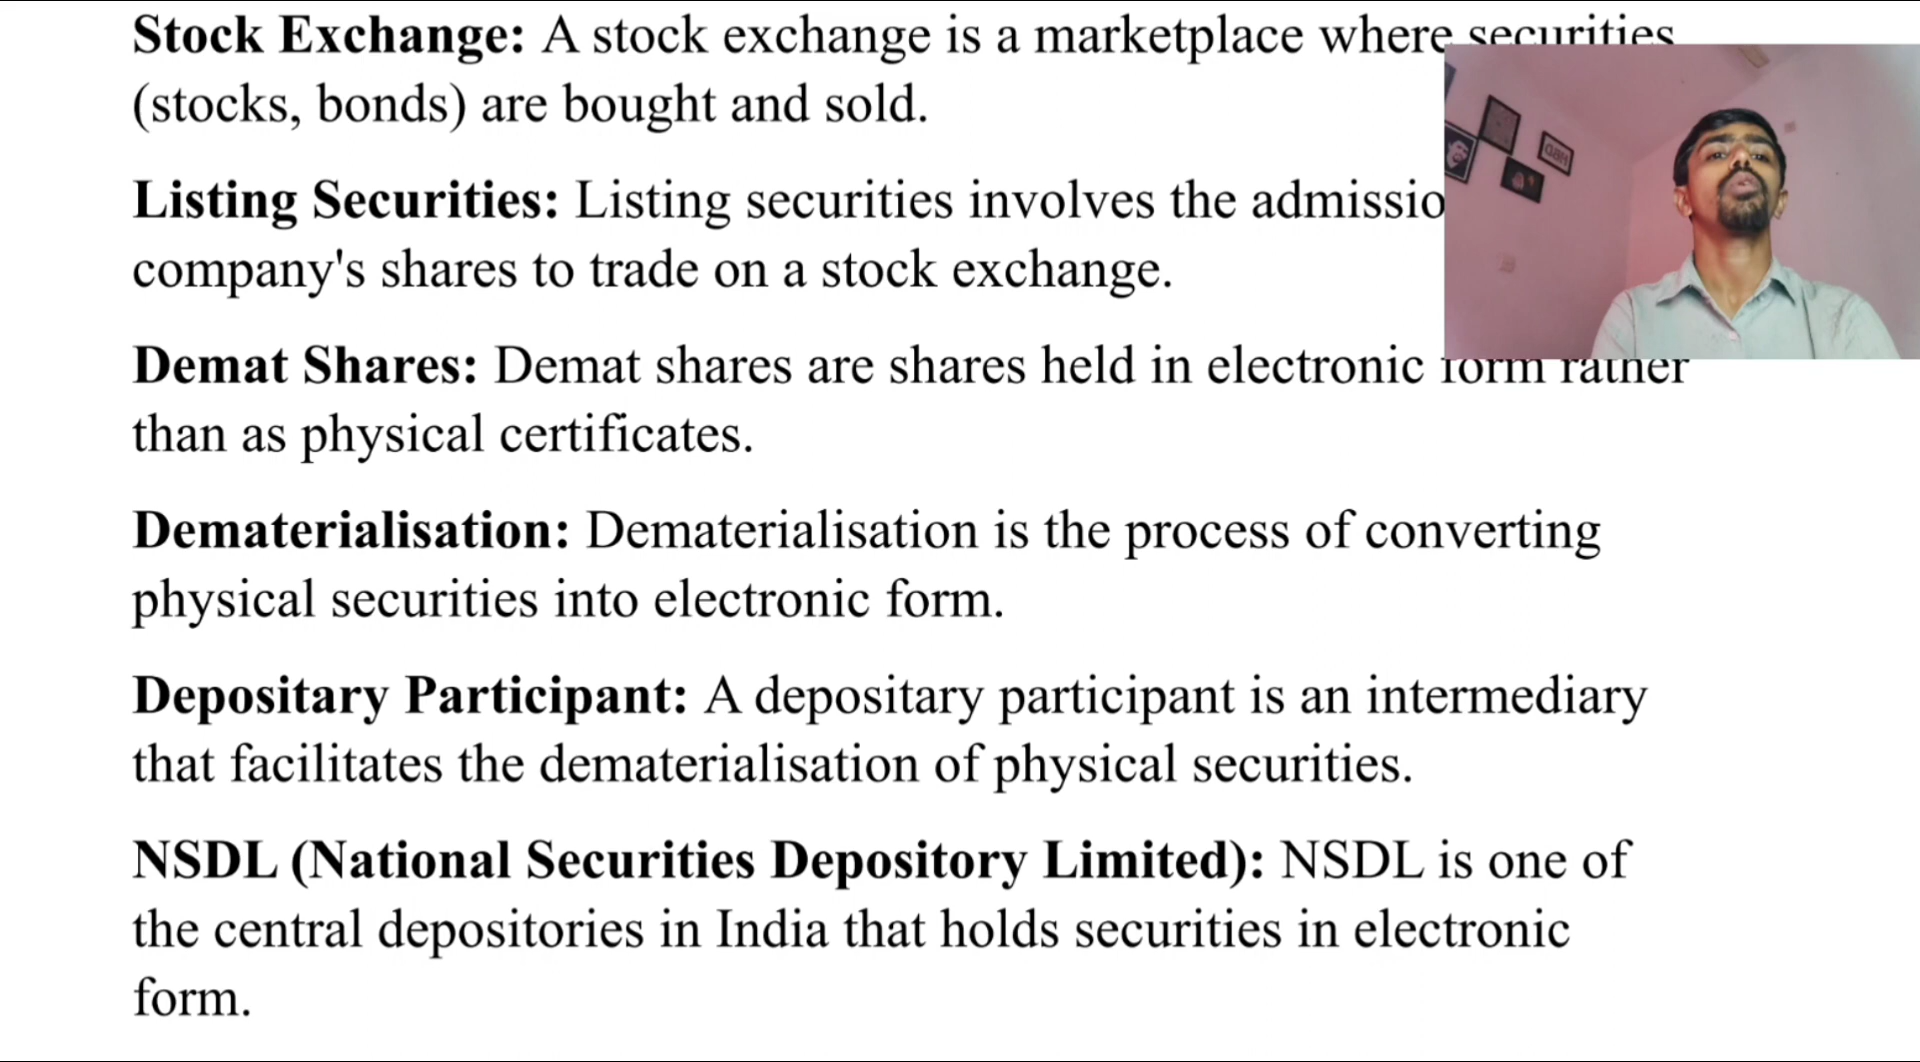 Stock Exchange: A stock exchange is a marketplace where securities
(stocks, bonds) are bought and sold.
Listing Securities: Listing securities involves the
company's shares to trade on a stock exchange.
Demat Shares: Demat shares are shares held in electronic form rather
than as physical certificates.
Dematerialisation: Dematerialisation is the process of converting
physical securities into electronic form.
Depositary Participant: A depositary participant is an intermediary
that facilitates the dematerialisation of physical securities.
NSDL (National Securities Depository Limited): NSDL is one of
the central depositories in India that holds securities in electronic
form.